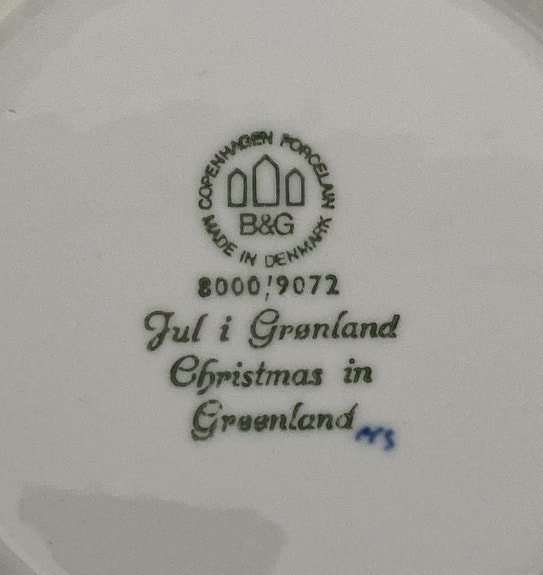 COPENHAGEN PORCELAIN
B&G
MADE IN DENMARK
8000/9072
Jul i Grønland
Christmas in
Greenland